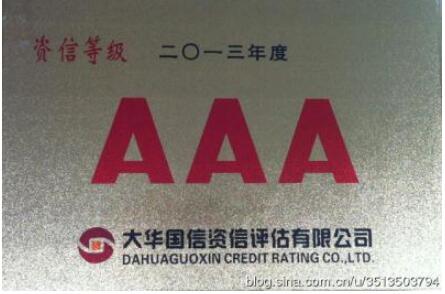 资信等级 二〇一三年度
AAA
大华国信资信评估有限公司
DAHUAGUOXIN CREDIT RATING CO.,LTD.
blog.sina.com.cn/u/3513503794